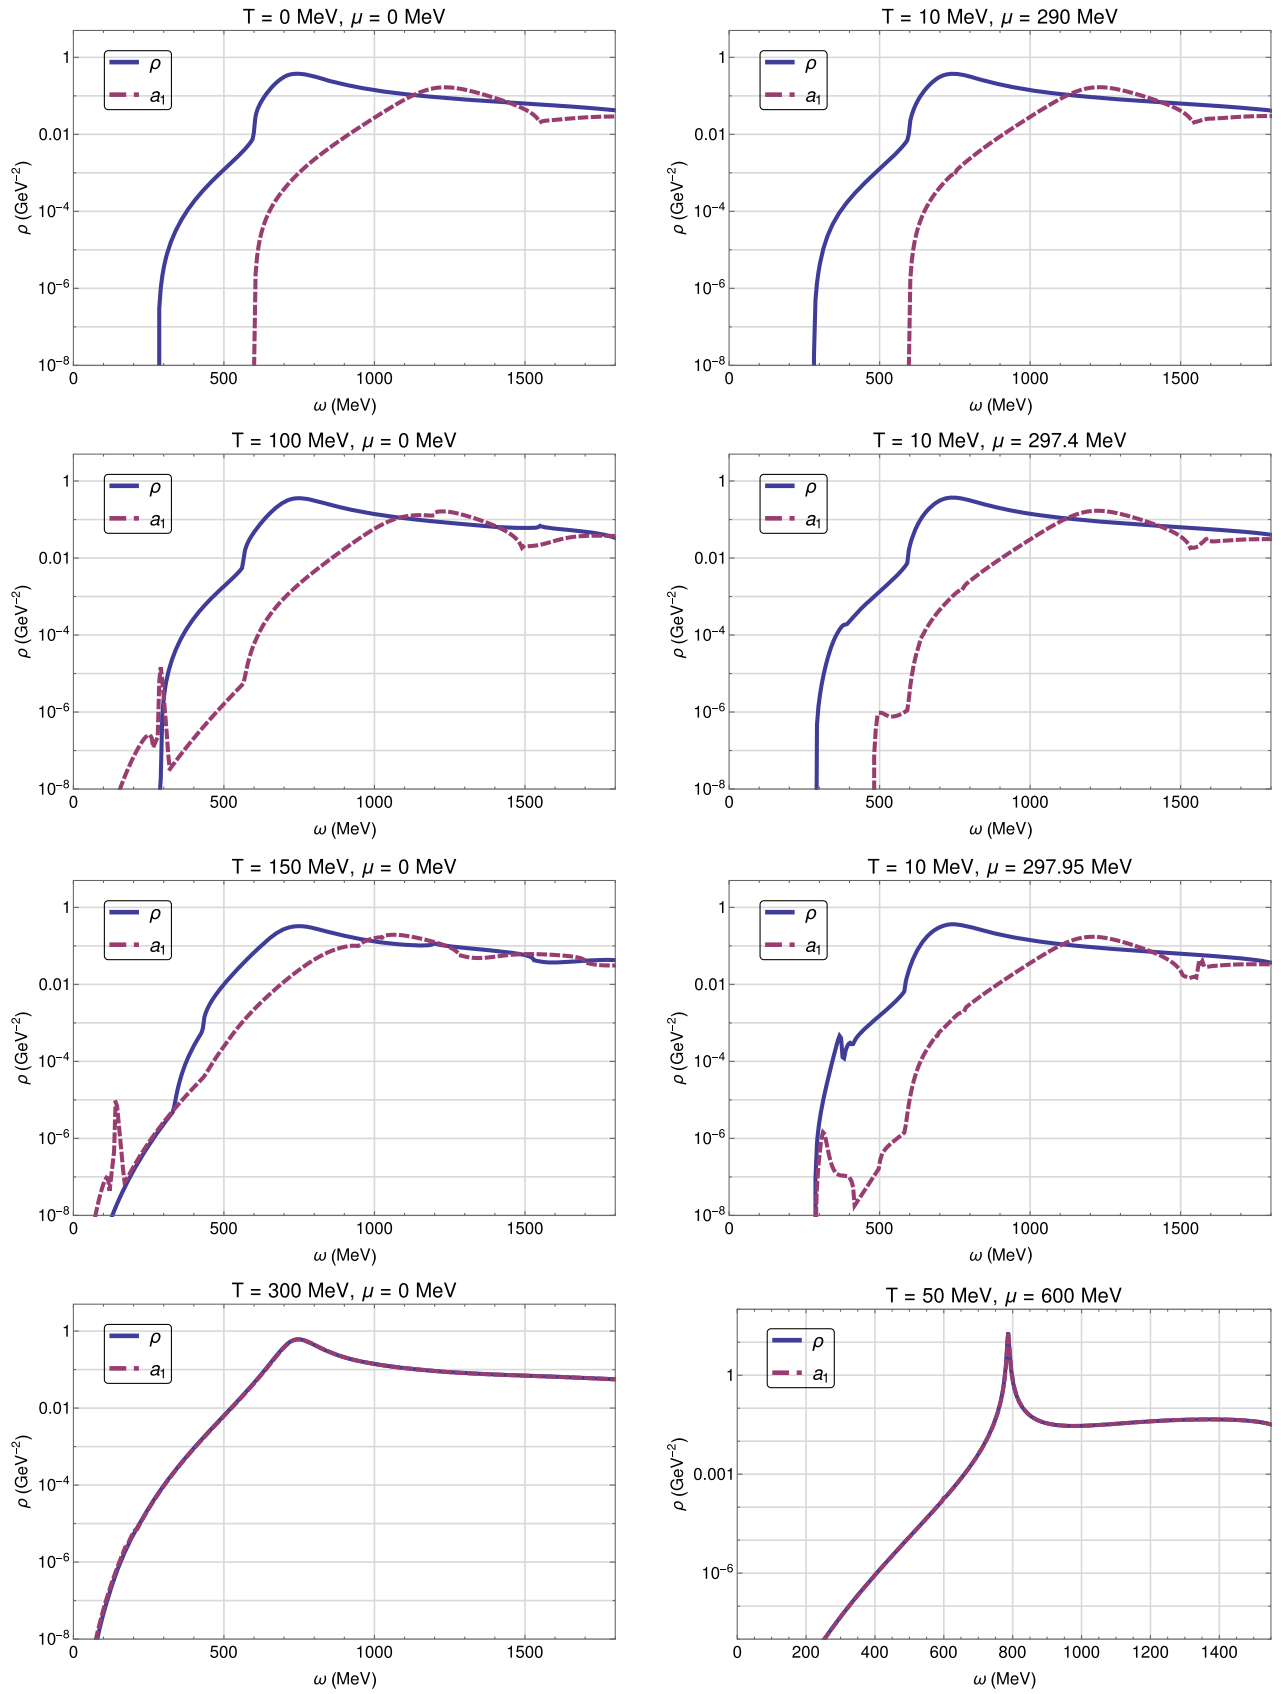 T = 0 MeV, μ = 0 MeV
ρ
a₁
1
0.01
10⁻⁴
10⁻⁶
10⁻⁸
ρ (GeV⁻²)
0 500 1000 1500
ω (MeV)
T = 10 MeV, μ = 290 MeV
ρ
a₁
1
0.01
10⁻⁴
10⁻⁶
10⁻⁸
ρ (GeV⁻²)
0 500 1000 1500
ω (MeV)
T = 100 MeV, μ = 0 MeV
ρ
a₁
1
0.01
10⁻⁴
10⁻⁶
10⁻⁸
ρ (GeV⁻²)
0 500 1000 1500
ω (MeV)
T = 10 MeV, μ = 297.4 MeV
ρ
a₁
1
0.01
10⁻⁴
10⁻⁶
10⁻⁸
ρ (GeV⁻²)
0 500 1000 1500
ω (MeV)
T = 150 MeV, μ = 0 MeV
ρ
a₁
1
0.01
10⁻⁴
10⁻⁶
10⁻⁸
ρ (GeV⁻²)
0 500 1000 1500
ω (MeV)
T = 10 MeV, μ = 297.95 MeV
ρ
a₁
1
0.01
10⁻⁴
10⁻⁶
10⁻⁸
ρ (GeV⁻²)
0 500 1000 1500
ω (MeV)
T = 300 MeV, μ = 0 MeV
ρ
a₁
1
0.01
10⁻⁴
10⁻⁶
10⁻⁸
ρ (GeV⁻²)
0 500 1000 1500
ω (MeV)
T = 50 MeV, μ = 600 MeV
ρ
a₁
1
0.001
10⁻⁶
ρ (GeV⁻²)
0 200 400 600 800 1000 1200 1400
ω (MeV)